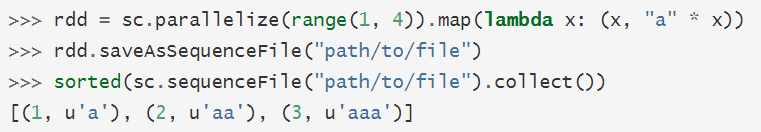 >>> rdd = sc.parallelize(range(1, 4)).map(lambda x: (x, "a" * x))
>>> rdd.saveAsSequenceFile("path/to/file")
>>> sorted(sc.sequenceFile("path/to/file").collect())
[(1, u'a'), (2, u'aa'), (3, u'aaa')]